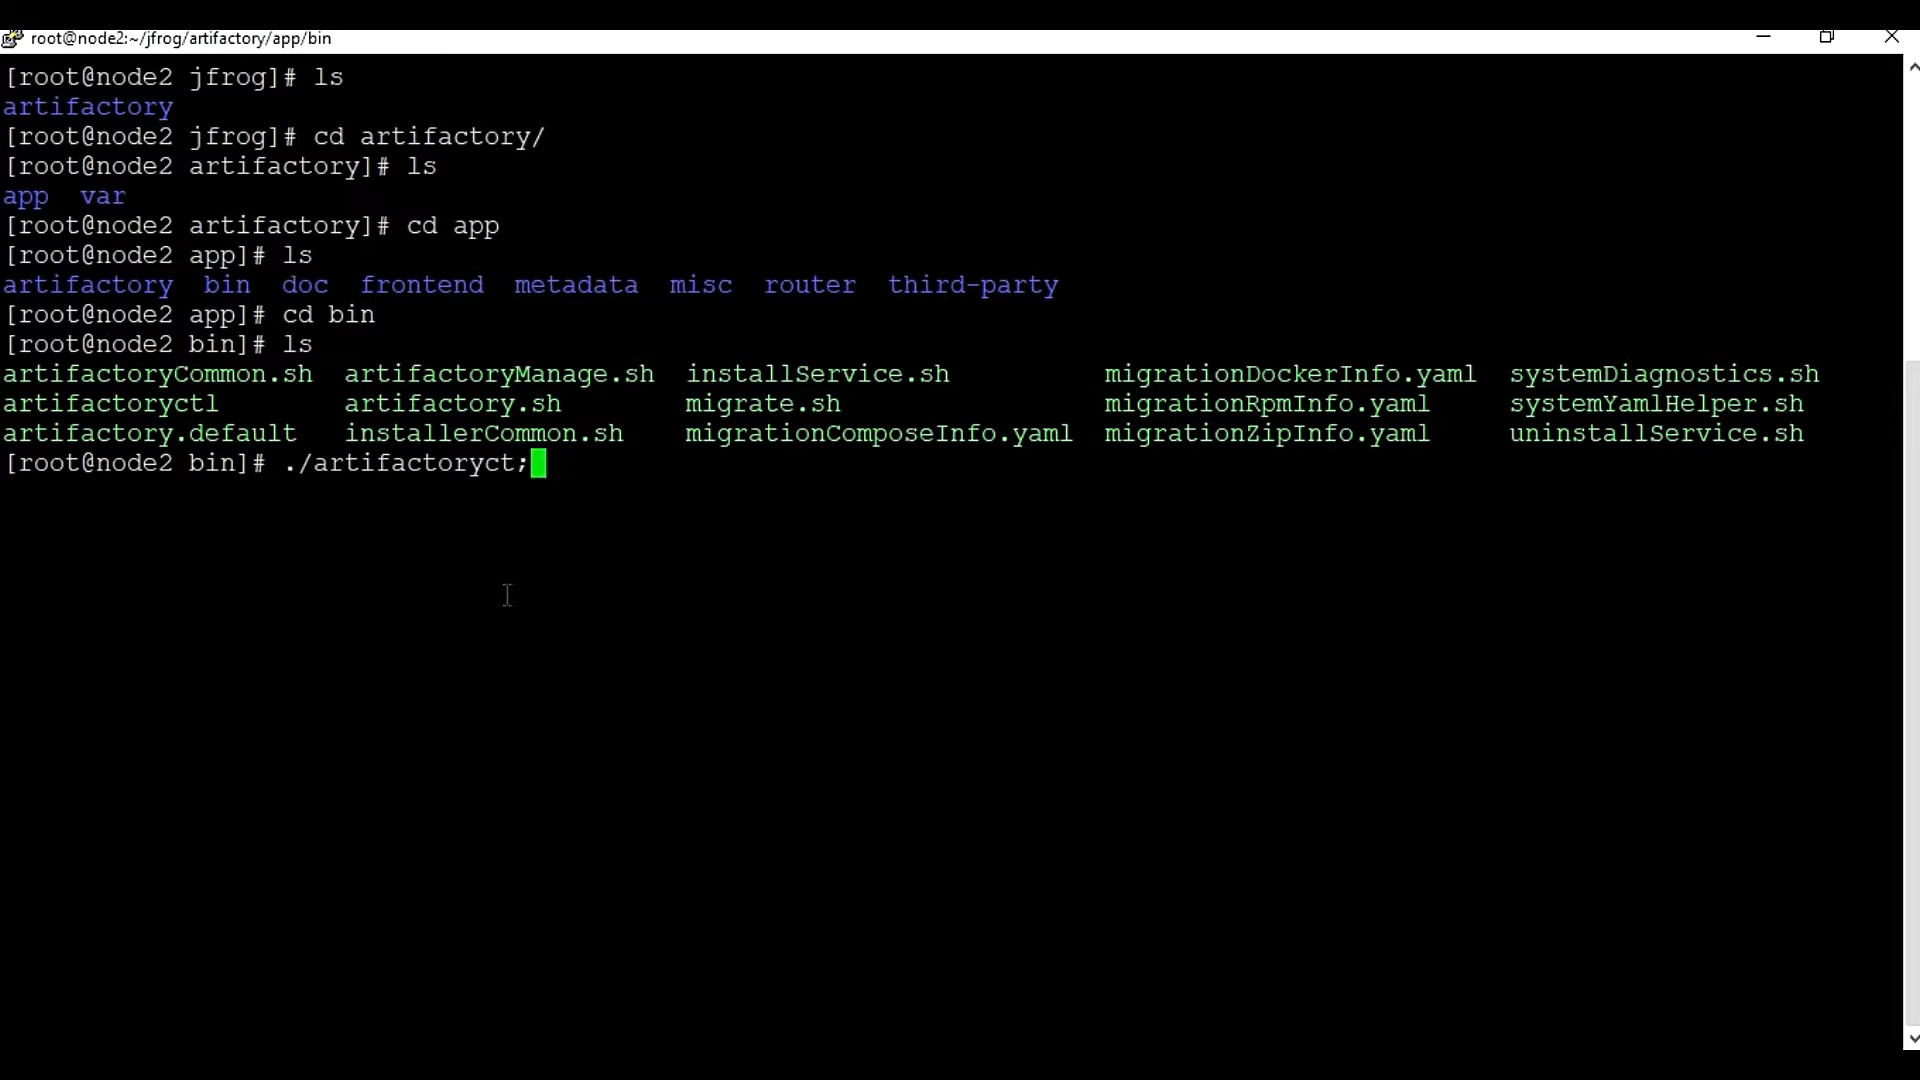 root@node2:~/jfrog/artifactory/app/bin
[root@node2 jfrog]# ls
artifactory
[root@node2 jfrog]# cd artifactory/
[root@node2 artifactory]# ls
app  var
[root@node2 artifactory]# cd app
[root@node2 app]# ls
artifactory  bin  doc  frontend  metadata  misc  router  third-party
[root@node2 app]# cd bin
[root@node2 bin]# ls
artifactoryCommon.sh  artifactoryManage.sh  installService.sh          migrationDockerInfo.yaml  systemDiagnostics.sh
artifactoryctl        artifactory.sh        migrate.sh                 migrationRpmInfo.yaml     systemYamlHelper.sh
artifactory.default   installerCommon.sh    migrationComposeInfo.yaml  migrationZipInfo.yaml     uninstallService.sh
[root@node2 bin]# ./artifactoryct;